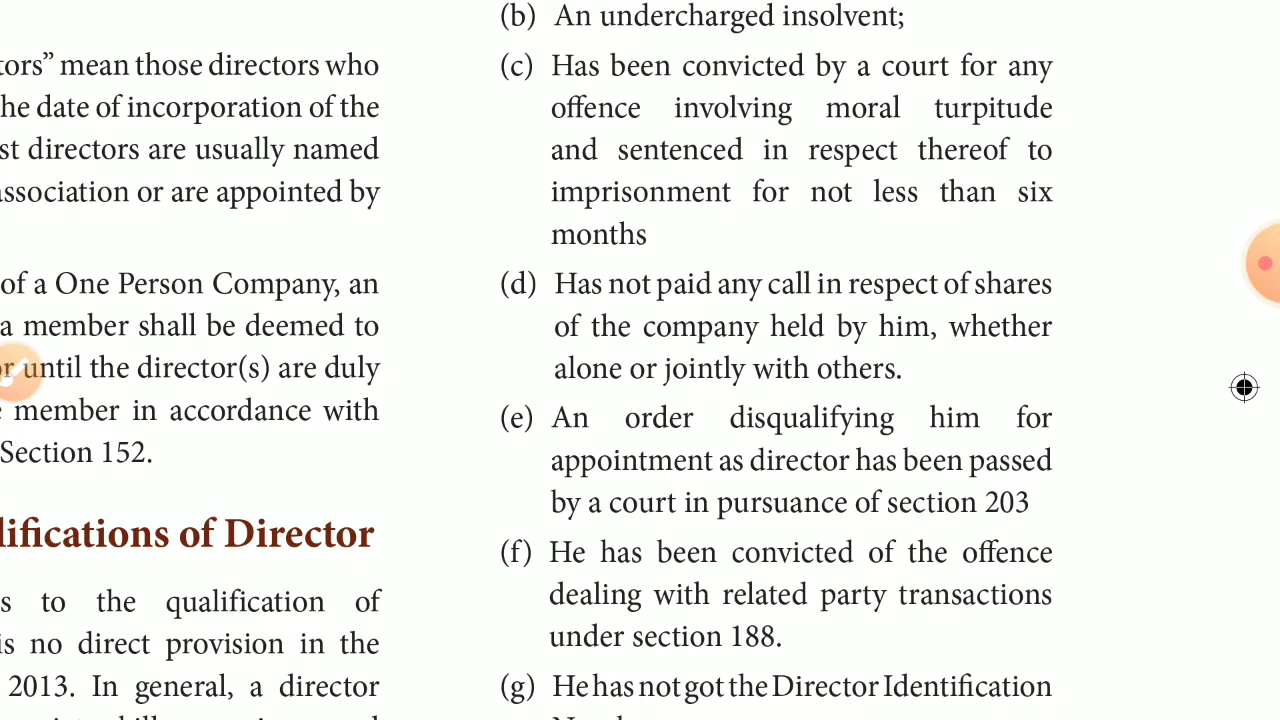 tors” mean those directors who
he date of incorporation of the
st directors are usually named
association or are appointed by
of a One Person Company, an
a member shall be deemed to
or until the director(s) are duly
member in accordance with
Section 152.
lifications of Director
s to the qualification of
is no direct provision in the
2013. In general, a director
(b) An undercharged insolvent;
(c) Has been convicted by a court for any
offence involving moral turpitude
and sentenced in respect thereof to
imprisonment for not less than six
months
(d) Has not paid any call in respect of shares
of the company held by him, whether
alone or jointly with others.
(e) An order disqualifying him for
appointment as director has been passed
by a court in pursuance of section 203
(f) He has been convicted of the offence
dealing with related party transactions
under section 188.
(g) He has not got the Director Identification